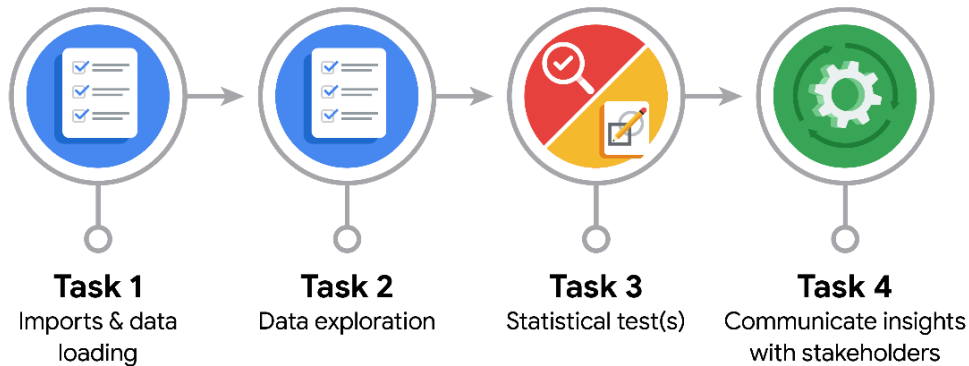 Task 1
Imports & data
loading
Task 2
Data exploration
Task 3
Statistical test(s)
Task 4
Communicate insights
with stakeholders